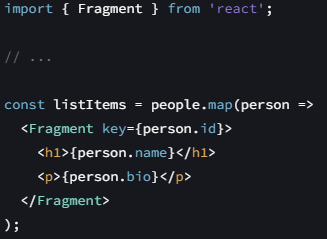 import { Fragment } from 'react';
// ...
const listItems = people.map(person =>
  <Fragment key={person.id}>
    <h1>{person.name}</h1>
    <p>{person.bio}</p>
  </Fragment>
);